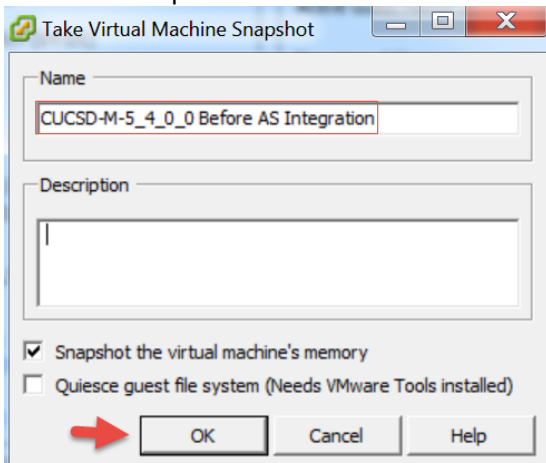 Take Virtual Machine Snapshot
Name
CUCSD-M-5_4_0_0 Before AS Integration
Description
Snapshot the virtual machine's memory
Quiesce guest file system (Needs VMware Tools installed)
OK Cancel Help